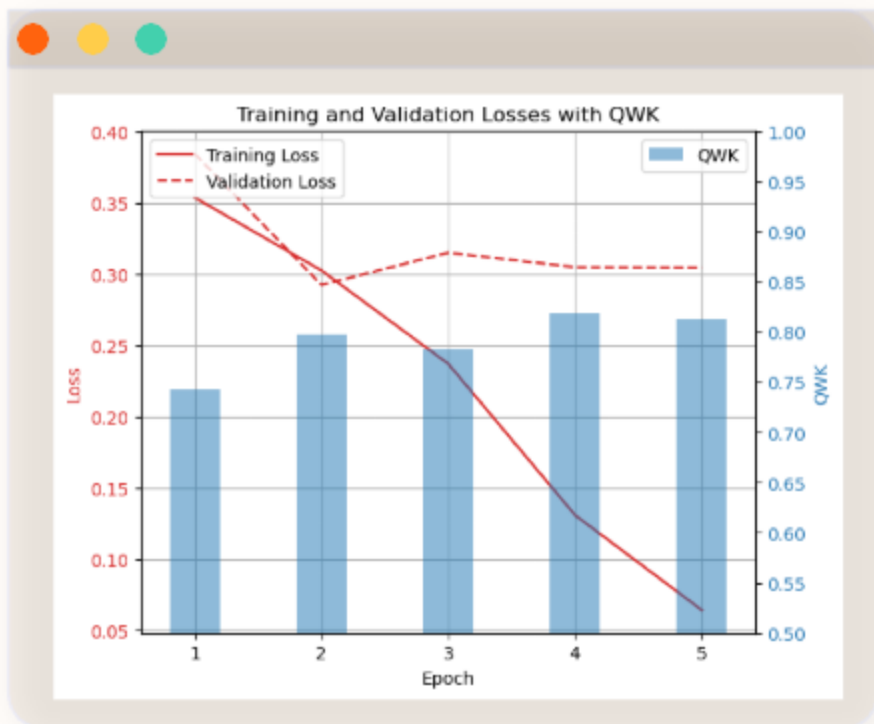 Training and Validation Losses with QWK
Training Loss
Validation Loss
QWK
0.40
0.35
0.30
0.25
0.20
0.15
0.10
0.05
Loss
1.00
0.95
0.90
0.85
0.80
0.75
0.70
0.65
0.60
0.55
0.50
QWK
1 2 3 4 5
Epoch